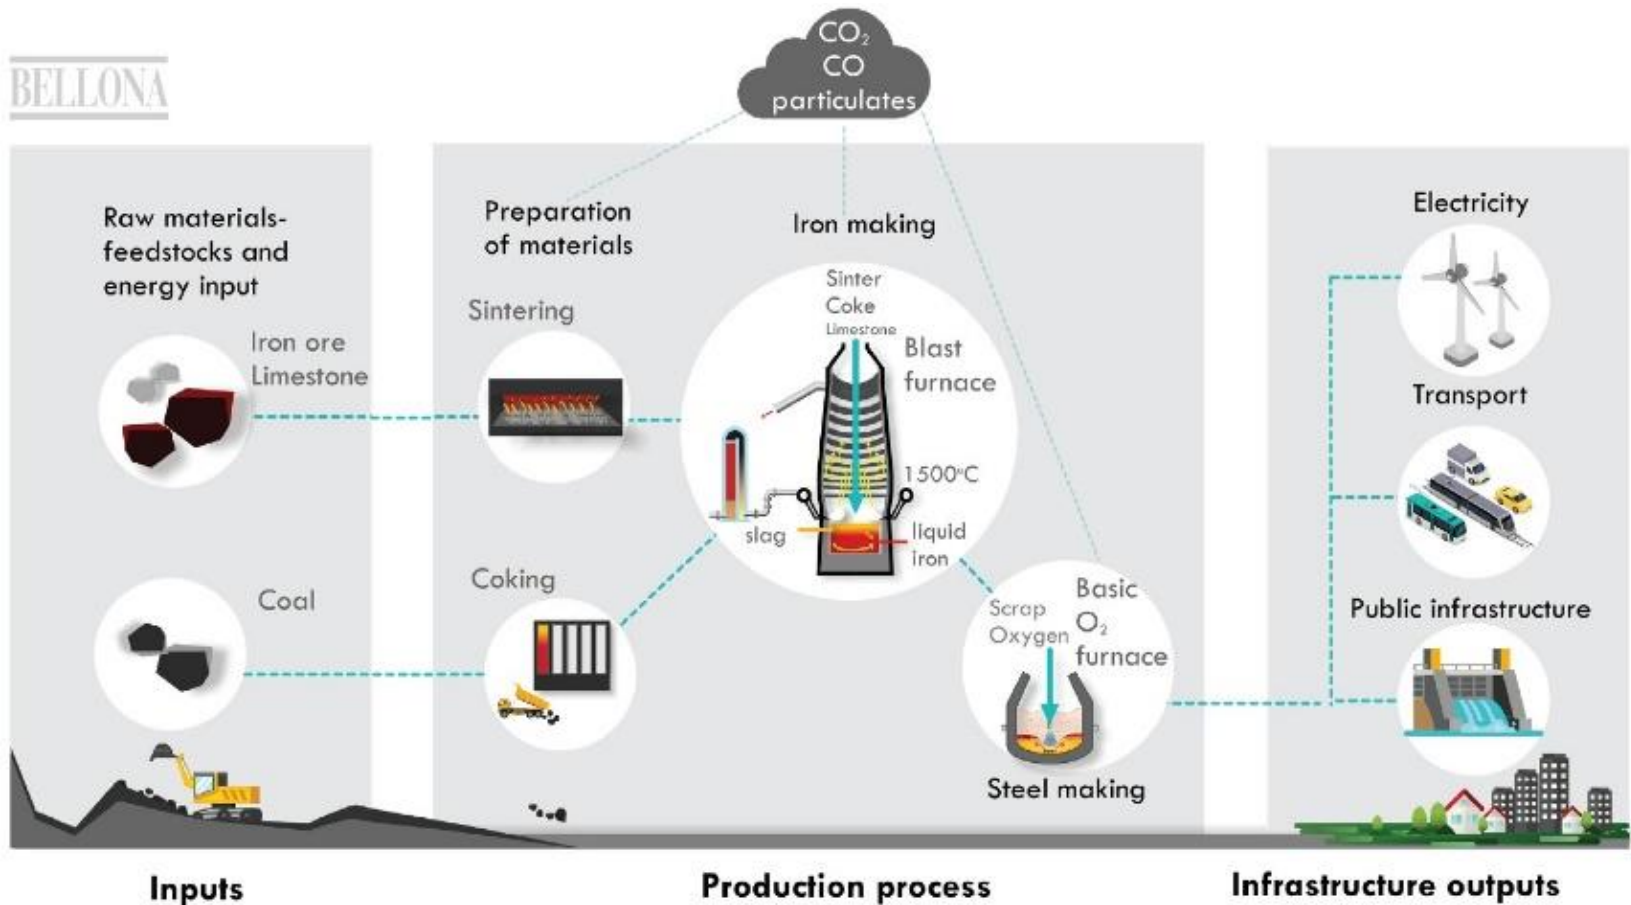 BELLONA
CO₂
CO
particulates
Raw materials-
feedstocks and
energy input
Iron ore
Limestone
Coal
Preparation
of materials
Sintering
Coking
Iron making
Sinter
Coke
Limestone
Blast
furnace
1500°C
slag
liquid
iron
Scrap
Oxygen
Basic
O₂
furnace
Steel making
Electricity
Transport
Public infrastructure
Inputs
Production process
Infrastructure outputs